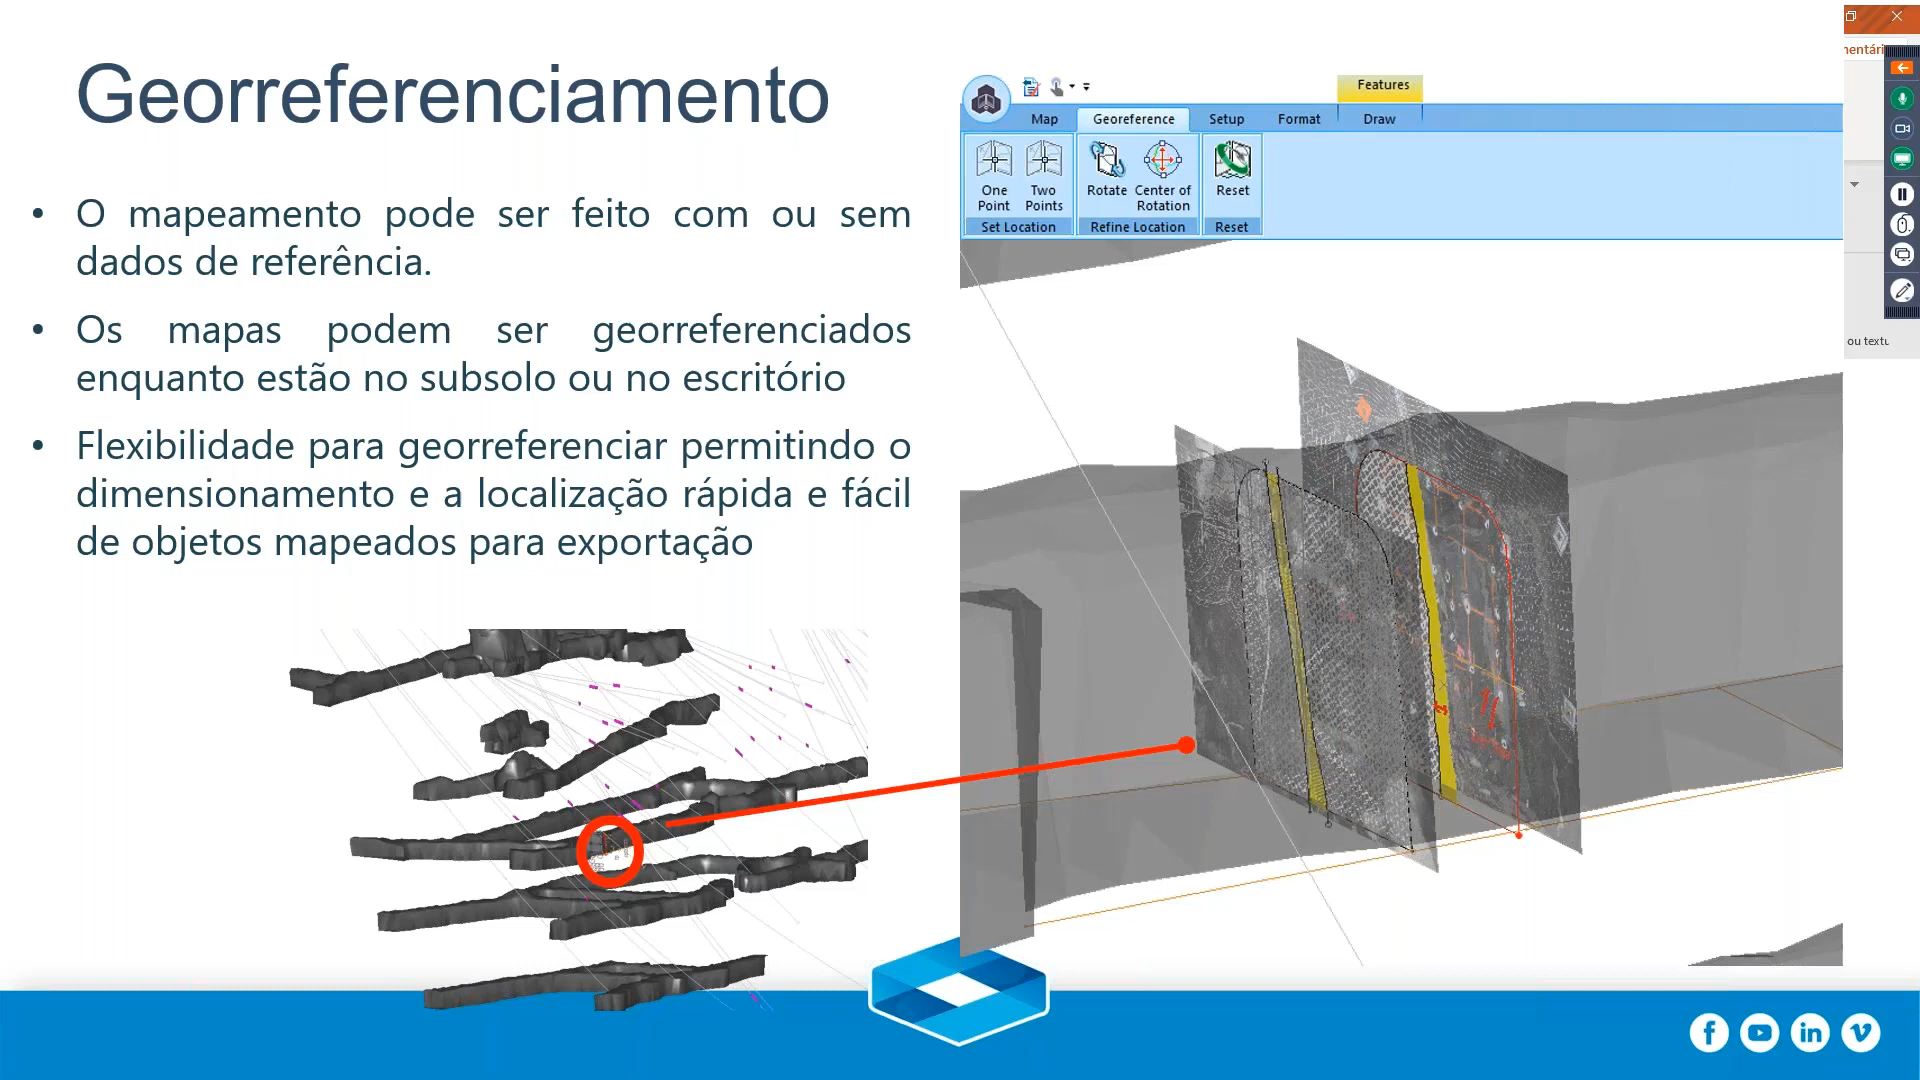 Georreferenciamento
• O mapeamento pode ser feito com ou sem
dados de referência.
• Os mapas podem ser georreferenciados
enquanto estão no subsolo ou no escritório
• Flexibilidade para georreferenciar permitindo o
dimensionamento e a localização rápida e fácil
de objetos mapeados para exportação
Features
Map Georeference Setup Format Draw
One Point
Two Points
Rotate
Center of Rotation
Reset
Set Location Refine Location Reset
nentári
ou textu